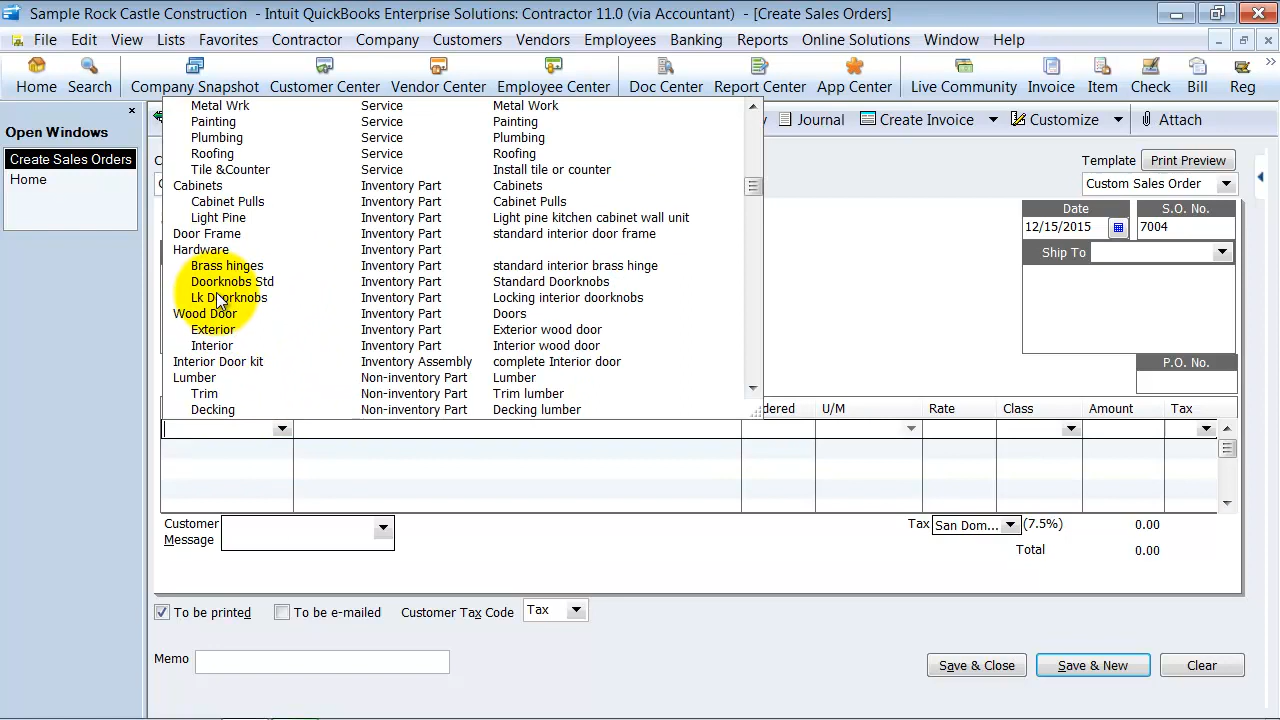 Sample Rock Castle Construction - Intuit QuickBooks Enterprise Solutions: Contractor 11.0 (via Accountant) - [Create Sales Orders]
File Edit View Lists Favorites Contractor Company Customers Vendors Employees Banking Reports Online Solutions Window Help
Home Search Company Snapshot Customer Center Vendor Center Employee Center Doc Center Report Center App Center Live Community Invoice Item Check Bill Reg
Open Windows
Create Sales Orders
Home
Journal Create Invoice Customize Attach
Template Print Preview
Custom Sales Order
Date S.O. No.
12/15/2015 7004
Ship To
P.O. No.
Metal Wrk Service Metal Work
Painting Service Painting
Plumbing Service Plumbing
Roofing Service Roofing
Tile &Counter Service Install tile or counter
Cabinets Inventory Part Cabinets
Cabinet Pulls Inventory Part Cabinet Pulls
Light Pine Inventory Part Light pine kitchen cabinet wall unit
Door Frame Inventory Part standard interior door frame
Hardware Inventory Part
Brass hinges Inventory Part standard interior brass hinge
Doorknobs Std Inventory Part Standard Doorknobs
Lk Doorknobs Inventory Part Locking interior doorknobs
Wood Door Inventory Part Doors
Exterior Inventory Part Exterior wood door
Interior Inventory Part Interior wood door
Interior Door kit Inventory Assembly complete Interior door
Lumber Non-inventory Part Lumber
Trim Non-inventory Part Trim lumber
Decking Non-inventory Part Decking lumber
U/M Rate Class Amount Tax
Customer Message
Tax San Dom... (7.5%) 0.00
Total 0.00
To be printed To be e-mailed Customer Tax Code Tax
Memo
Save & Close Save & New Clear